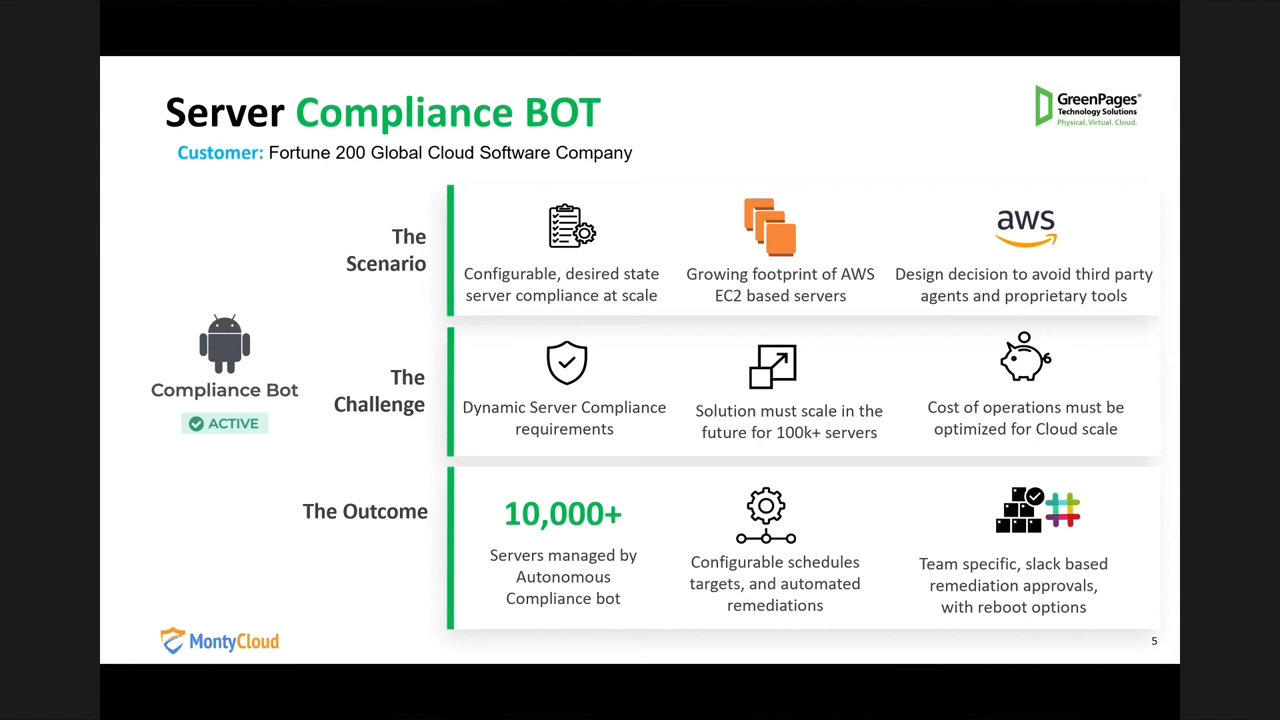 Server Compliance BOT
GreenPages®
Technology Solutions
Physical. Virtual. Cloud.
Customer: Fortune 200 Global Cloud Software Company
The
Scenario
Configurable, desired state
server compliance at scale
Growing footprint of AWS
EC2 based servers
aws
Design decision to avoid third party
agents and proprietary tools
Compliance Bot
ACTIVE
The
Challenge
Dynamic Server Compliance
requirements
Solution must scale in the
future for 100k+ servers
Cost of operations must be
optimized for Cloud scale
The Outcome
10,000+
Servers managed by
Autonomous
Compliance bot
Configurable schedules
targets, and automated
remediations
Team specific, slack based
remediation approvals,
with reboot options
MontyCloud
5